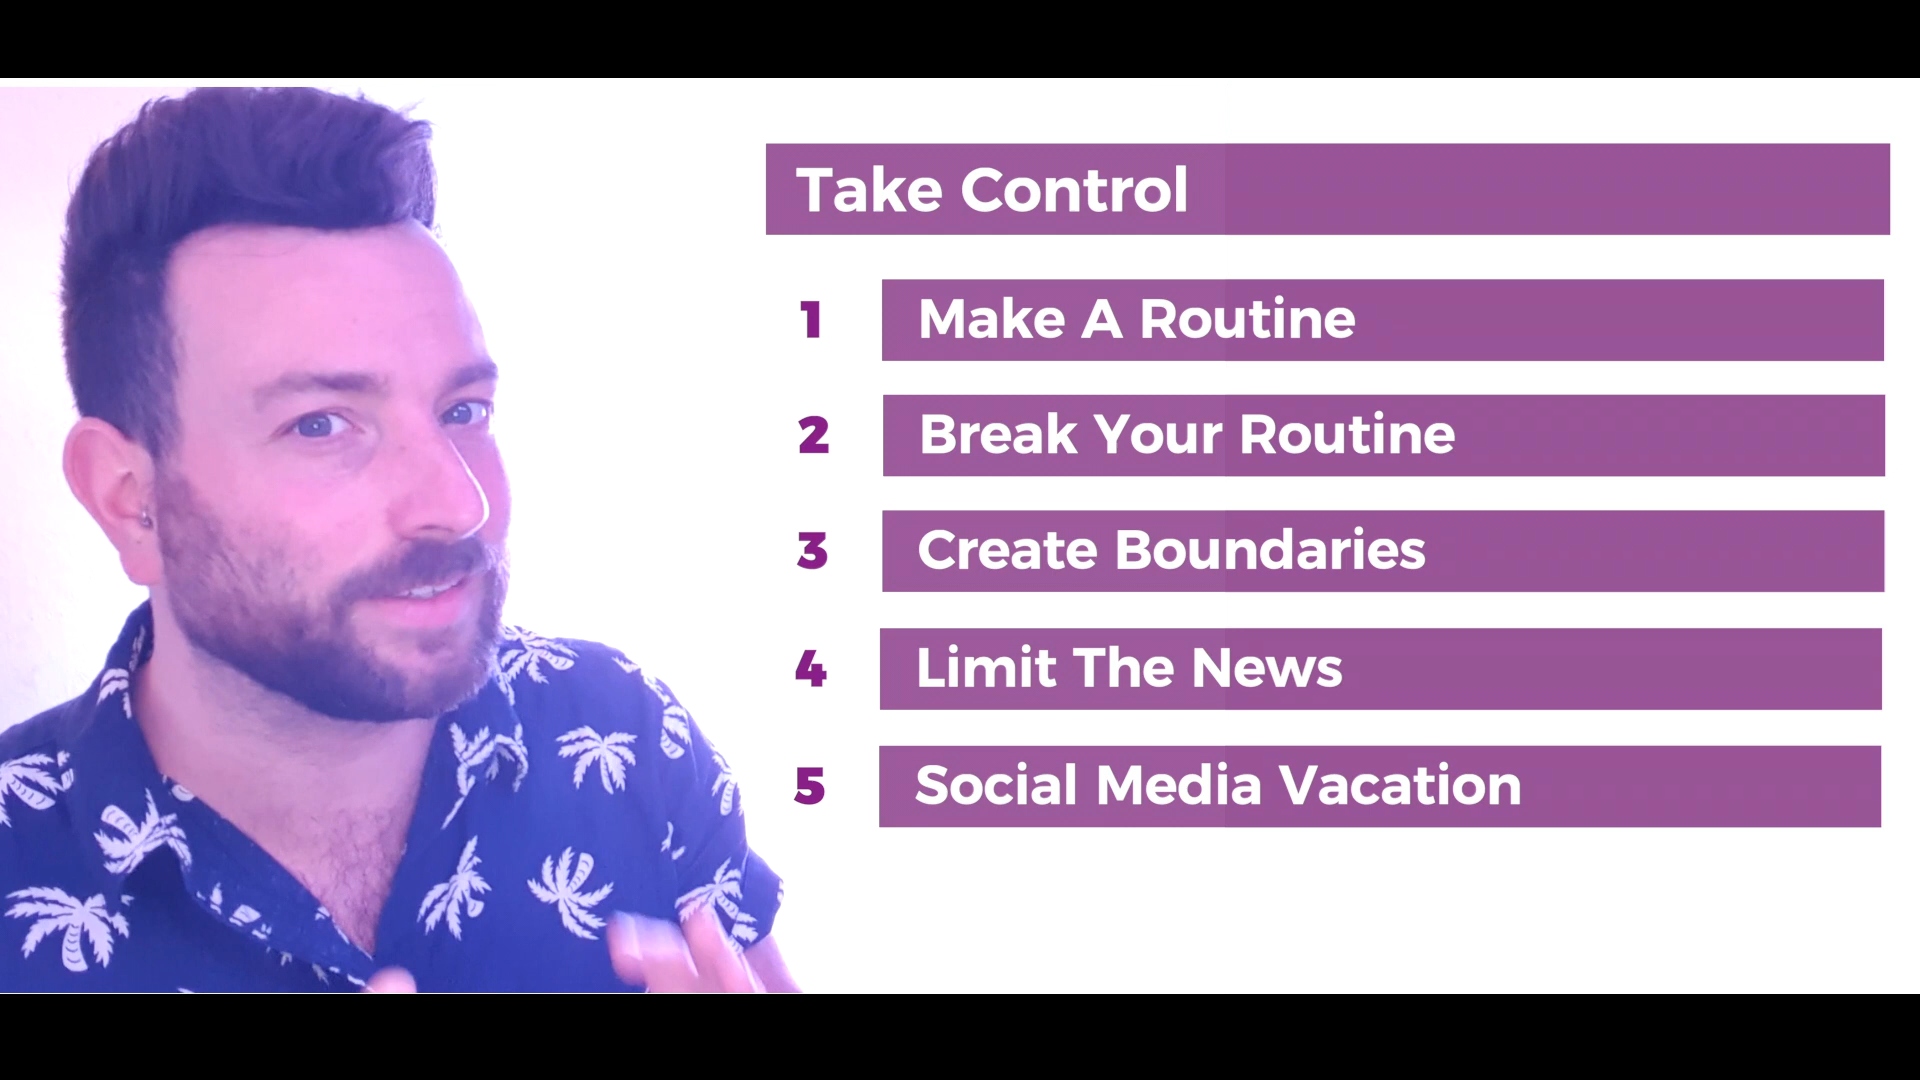 Take Control
1 Make A Routine
2 Break Your Routine
3 Create Boundaries
4 Limit The News
5 Social Media Vacation